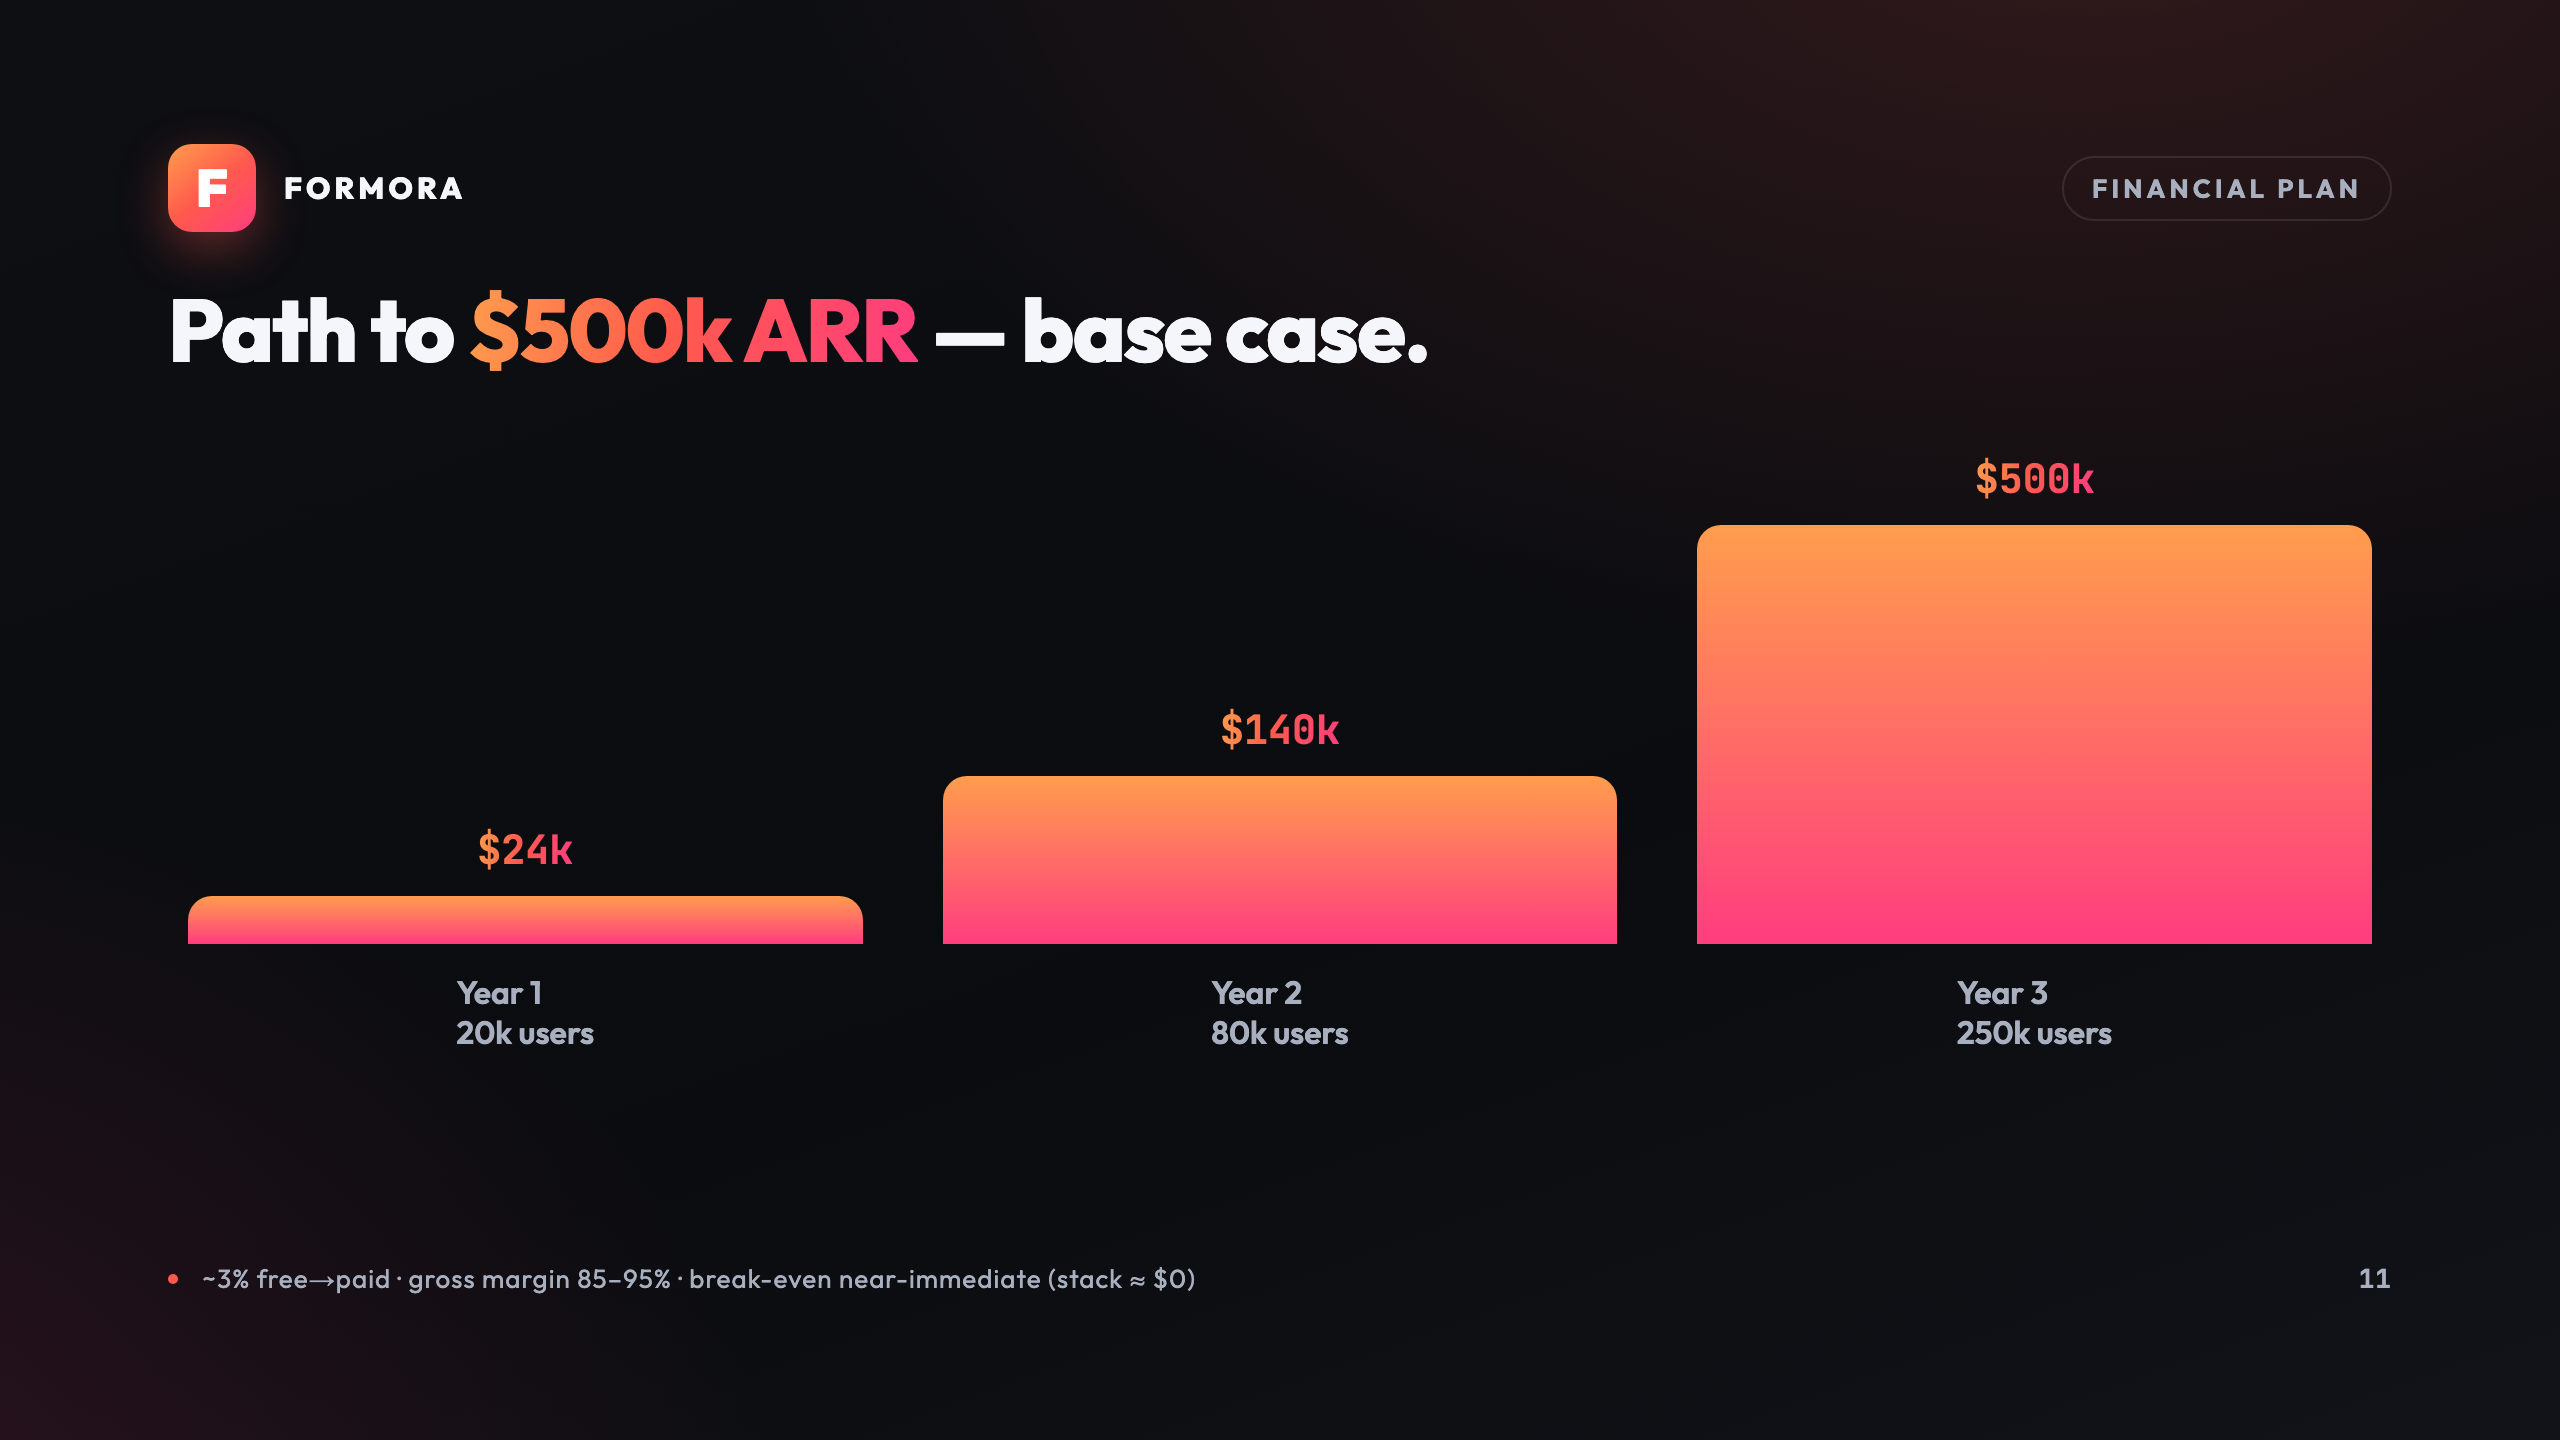 F FORMORA
FINANCIAL PLAN
Path to $500k ARR — base case.
$24k
$140k
$500k
Year 1
20k users
Year 2
80k users
Year 3
250k users
~3% free→paid · gross margin 85–95% · break-even near-immediate (stack ≈ $0)
11